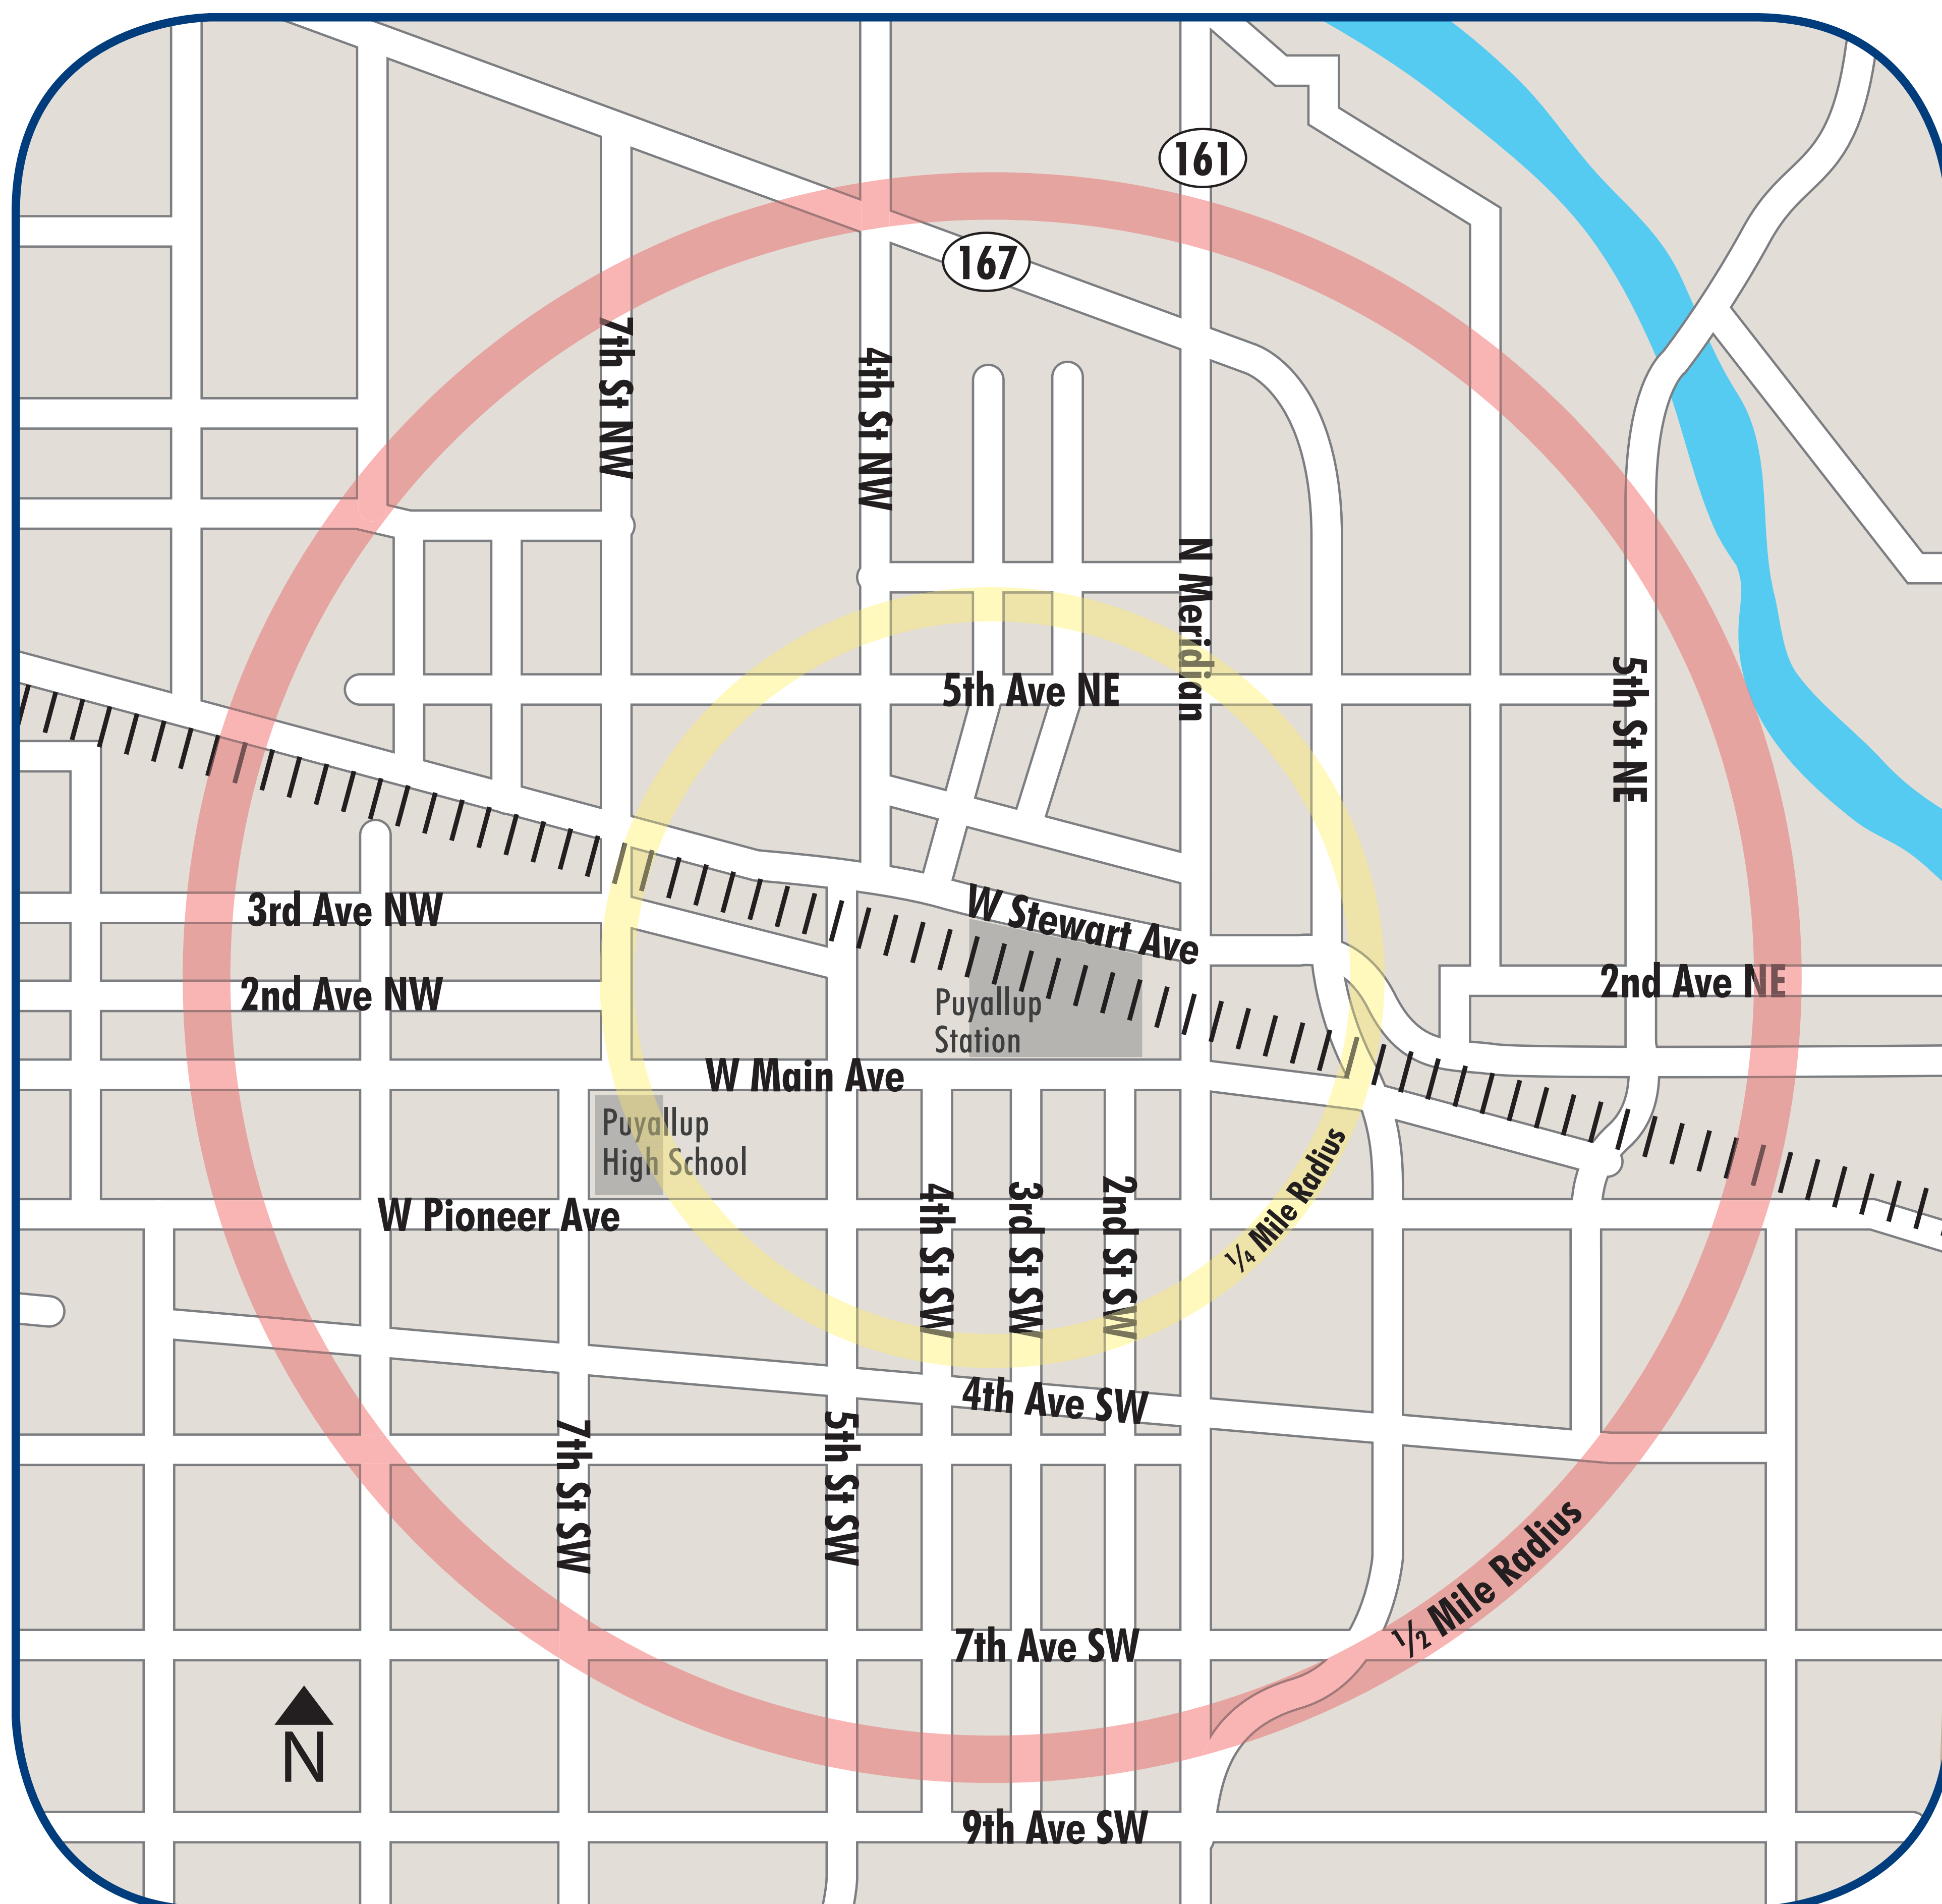 161
167
7th St NW
4th St NW
N Meridian
5th Ave NE
5th St NE
3rd Ave NW
W Stewart Ave
2nd Ave NW
2nd Ave NE
Puyallup
Station
W Main Ave
Puyallup
High School
W Pioneer Ave
4th St SW
3rd St SW
2nd St SW
1/4 Mile Radius
4th Ave SW
7th St SW
5th St SW
1/2 Mile Radius
7th Ave SW
N
9th Ave SW